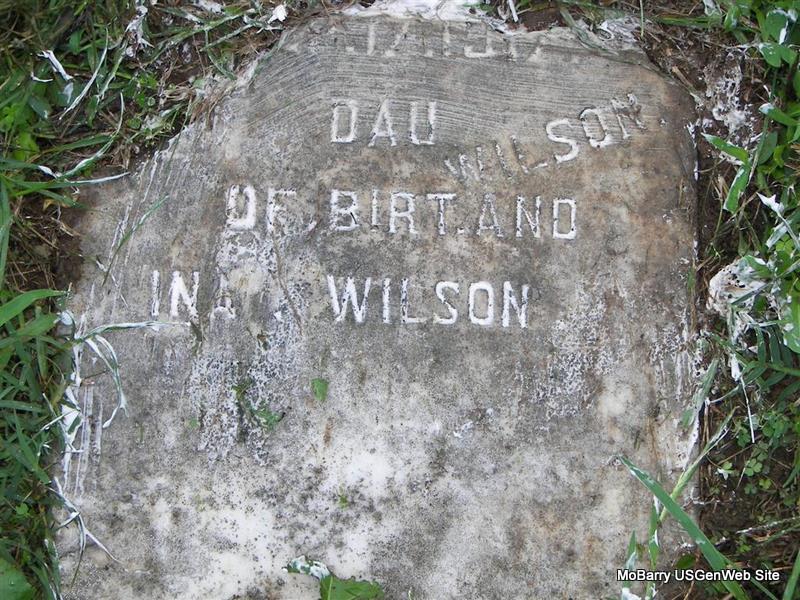 DAU
WILSON
OF. BIRT. AND
INA. WILSON
MoBarry USGenWeb Site